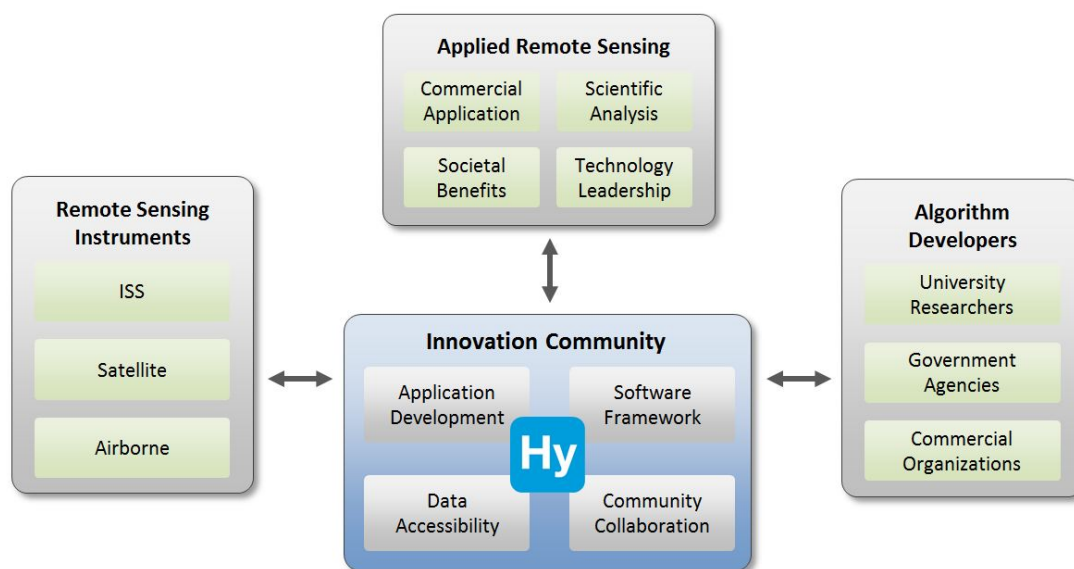 Applied Remote Sensing
Commercial
Application
Scientific
Analysis
Societal
Benefits
Technology
Leadership
Remote Sensing
Instruments
ISS
Satellite
Airborne
Innovation Community
Application
Development
Software
Framework
Hy
Data
Accessibility
Community
Collaboration
Algorithm
Developers
University
Researchers
Government
Agencies
Commercial
Organizations